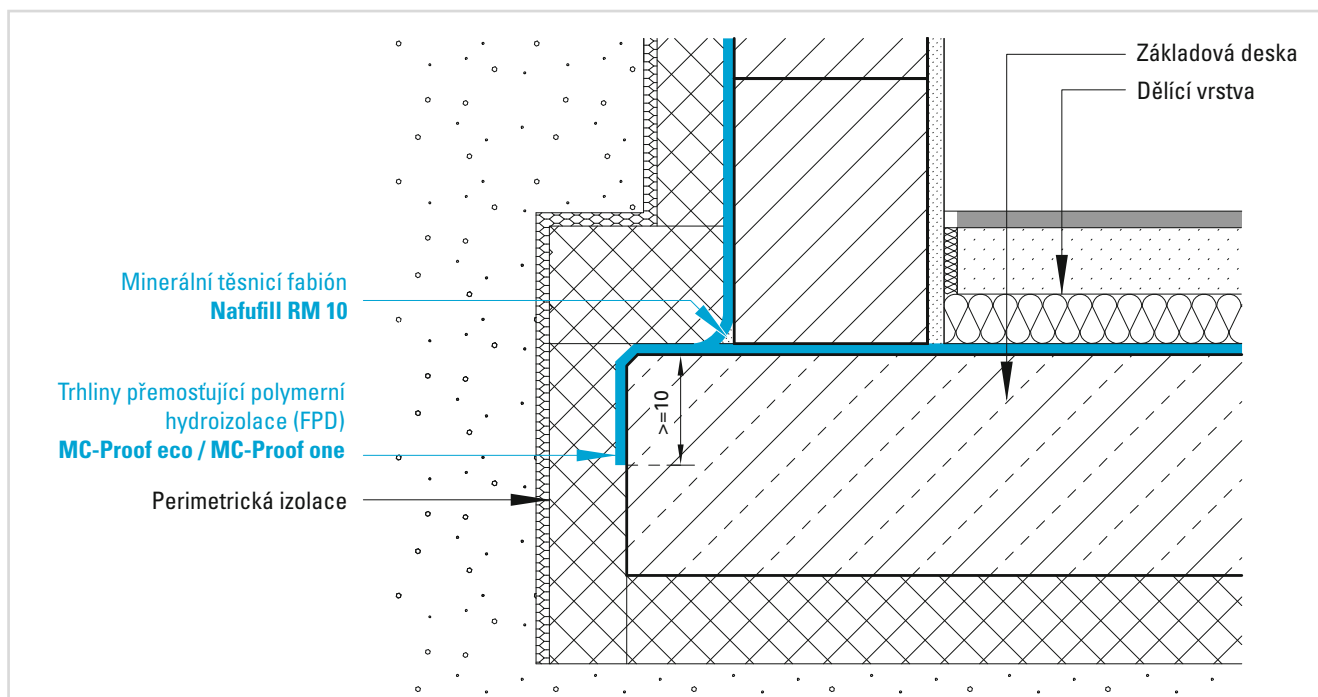 Základová deska
Dělící vrstva
Minerální těsnicí fabión
Nafufill RM 10
Trhliny přemosťující polymerní
hydroizolace (FPD)
MC-Proof eco / MC-Proof one
Perimetrická izolace
>=10